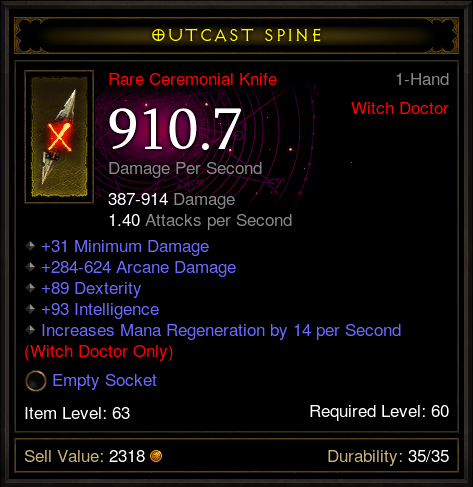 OUTCAST SPINE
Rare Ceremonial Knife 1-Hand
910.7 Witch Doctor
Damage Per Second
387-914 Damage
1.40 Attacks per Second
+31 Minimum Damage
+284-624 Arcane Damage
+89 Dexterity
+93 Intelligence
Increases Mana Regeneration by 14 per Second
(Witch Doctor Only)
Empty Socket
Item Level: 63 Required Level: 60
Sell Value: 2318 Durability: 35/35